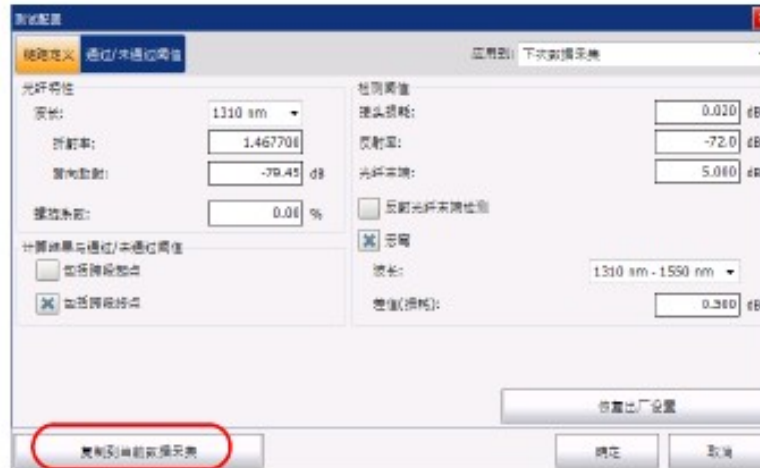 测试配置
链路定义 通过/未通过阈值 应用到: 下次数据采集
光纤特性
波长: 1310 nm
折射率: 1.467700
背向散射: -79.45 dB
螺旋系数: 0.00 %
计算结果与通过/未通过阈值
包括跨段起点
包括跨段终点
检测阈值
接头损耗: 0.020 dB
反射率: -72.0 dB
光纤末端: 5.000 dB
反射光纤末端检测
宏弯
波长: 1310 nm - 1550 nm
差值(损耗): 0.500 dB
恢复出厂设置
复制到当前数据采集 确定 取消